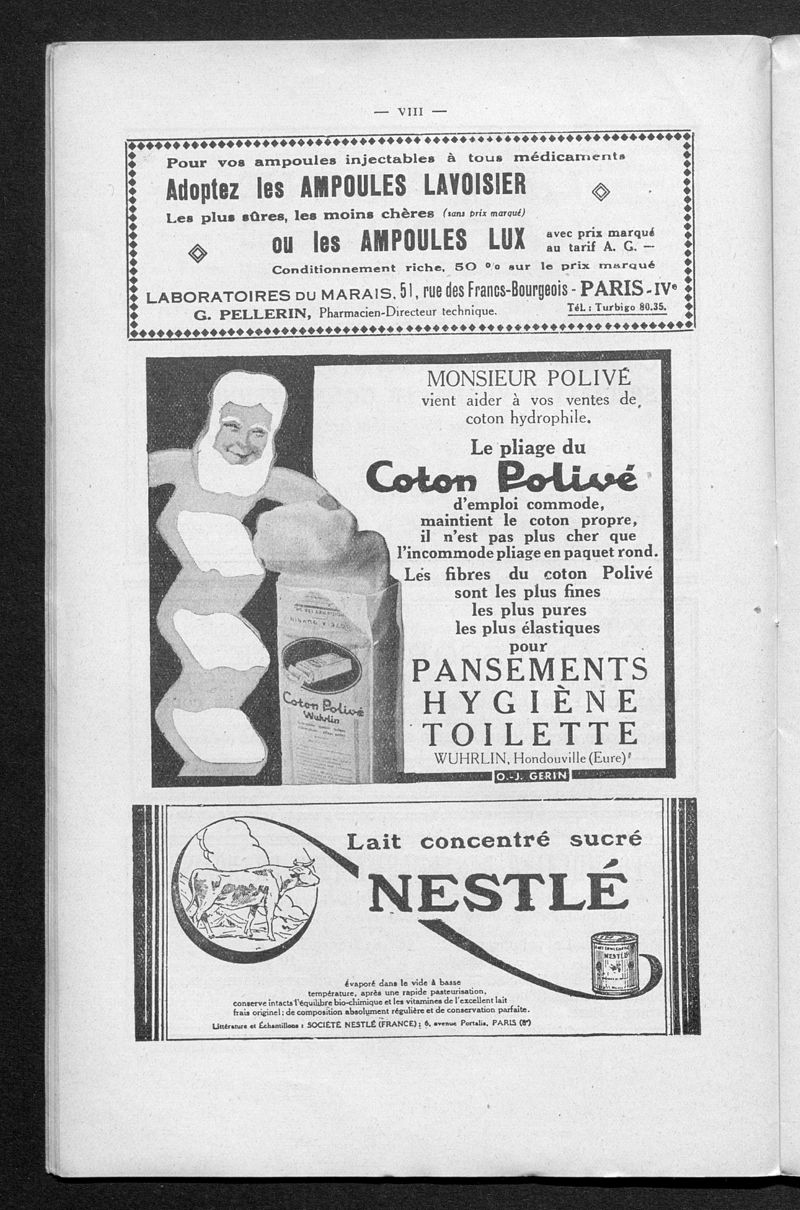 — VIII —
Pour vos ampoules injectables à tous médicaments
Adoptez les AMPOULES LAVOISIER
Les plus sûres, les moins chères (sans prix marqué)
ou les AMPOULES LUX avec prix marqué
au tarif A. G. —
Conditionnement riche, 50 % sur le prix marqué
LABORATOIRES DU MARAIS, 51, rue des Francs-Bourgeois - PARIS-IVe
G. PELLERIN, Pharmacien-Directeur technique. Tél.: Turbigo 80.35.
MONSIEUR POLIVÉ
vient aider à vos ventes de
coton hydrophile.
Le pliage du
Coton Polivé
d'emploi commode,
maintient le coton propre,
il n'est pas plus cher que
l'incommode pliage en paquet rond.
Les fibres du coton Polivé
sont les plus fines
les plus pures
les plus élastiques
pour
PANSEMENTS
HYGIÈNE
TOILETTE
WUHRLIN, Hondouville (Eure)
O.-J. GERIN
Coton Polivé
Wuhrlin
Lait concentré sucré
NESTLÉ
NESTLÉ
évaporé dans le vide à basse
température, après une rapide pasteurisation,
conserve intacts l'équilibre bio-chimique et les vitamines de l'excellent lait
frais originel; de composition absolument régulière et de conservation parfaite.
Littérature et Échantillons : SOCIÉTÉ NESTLÉ (FRANCE) ; 6, avenue Portalis, PARIS (8e)